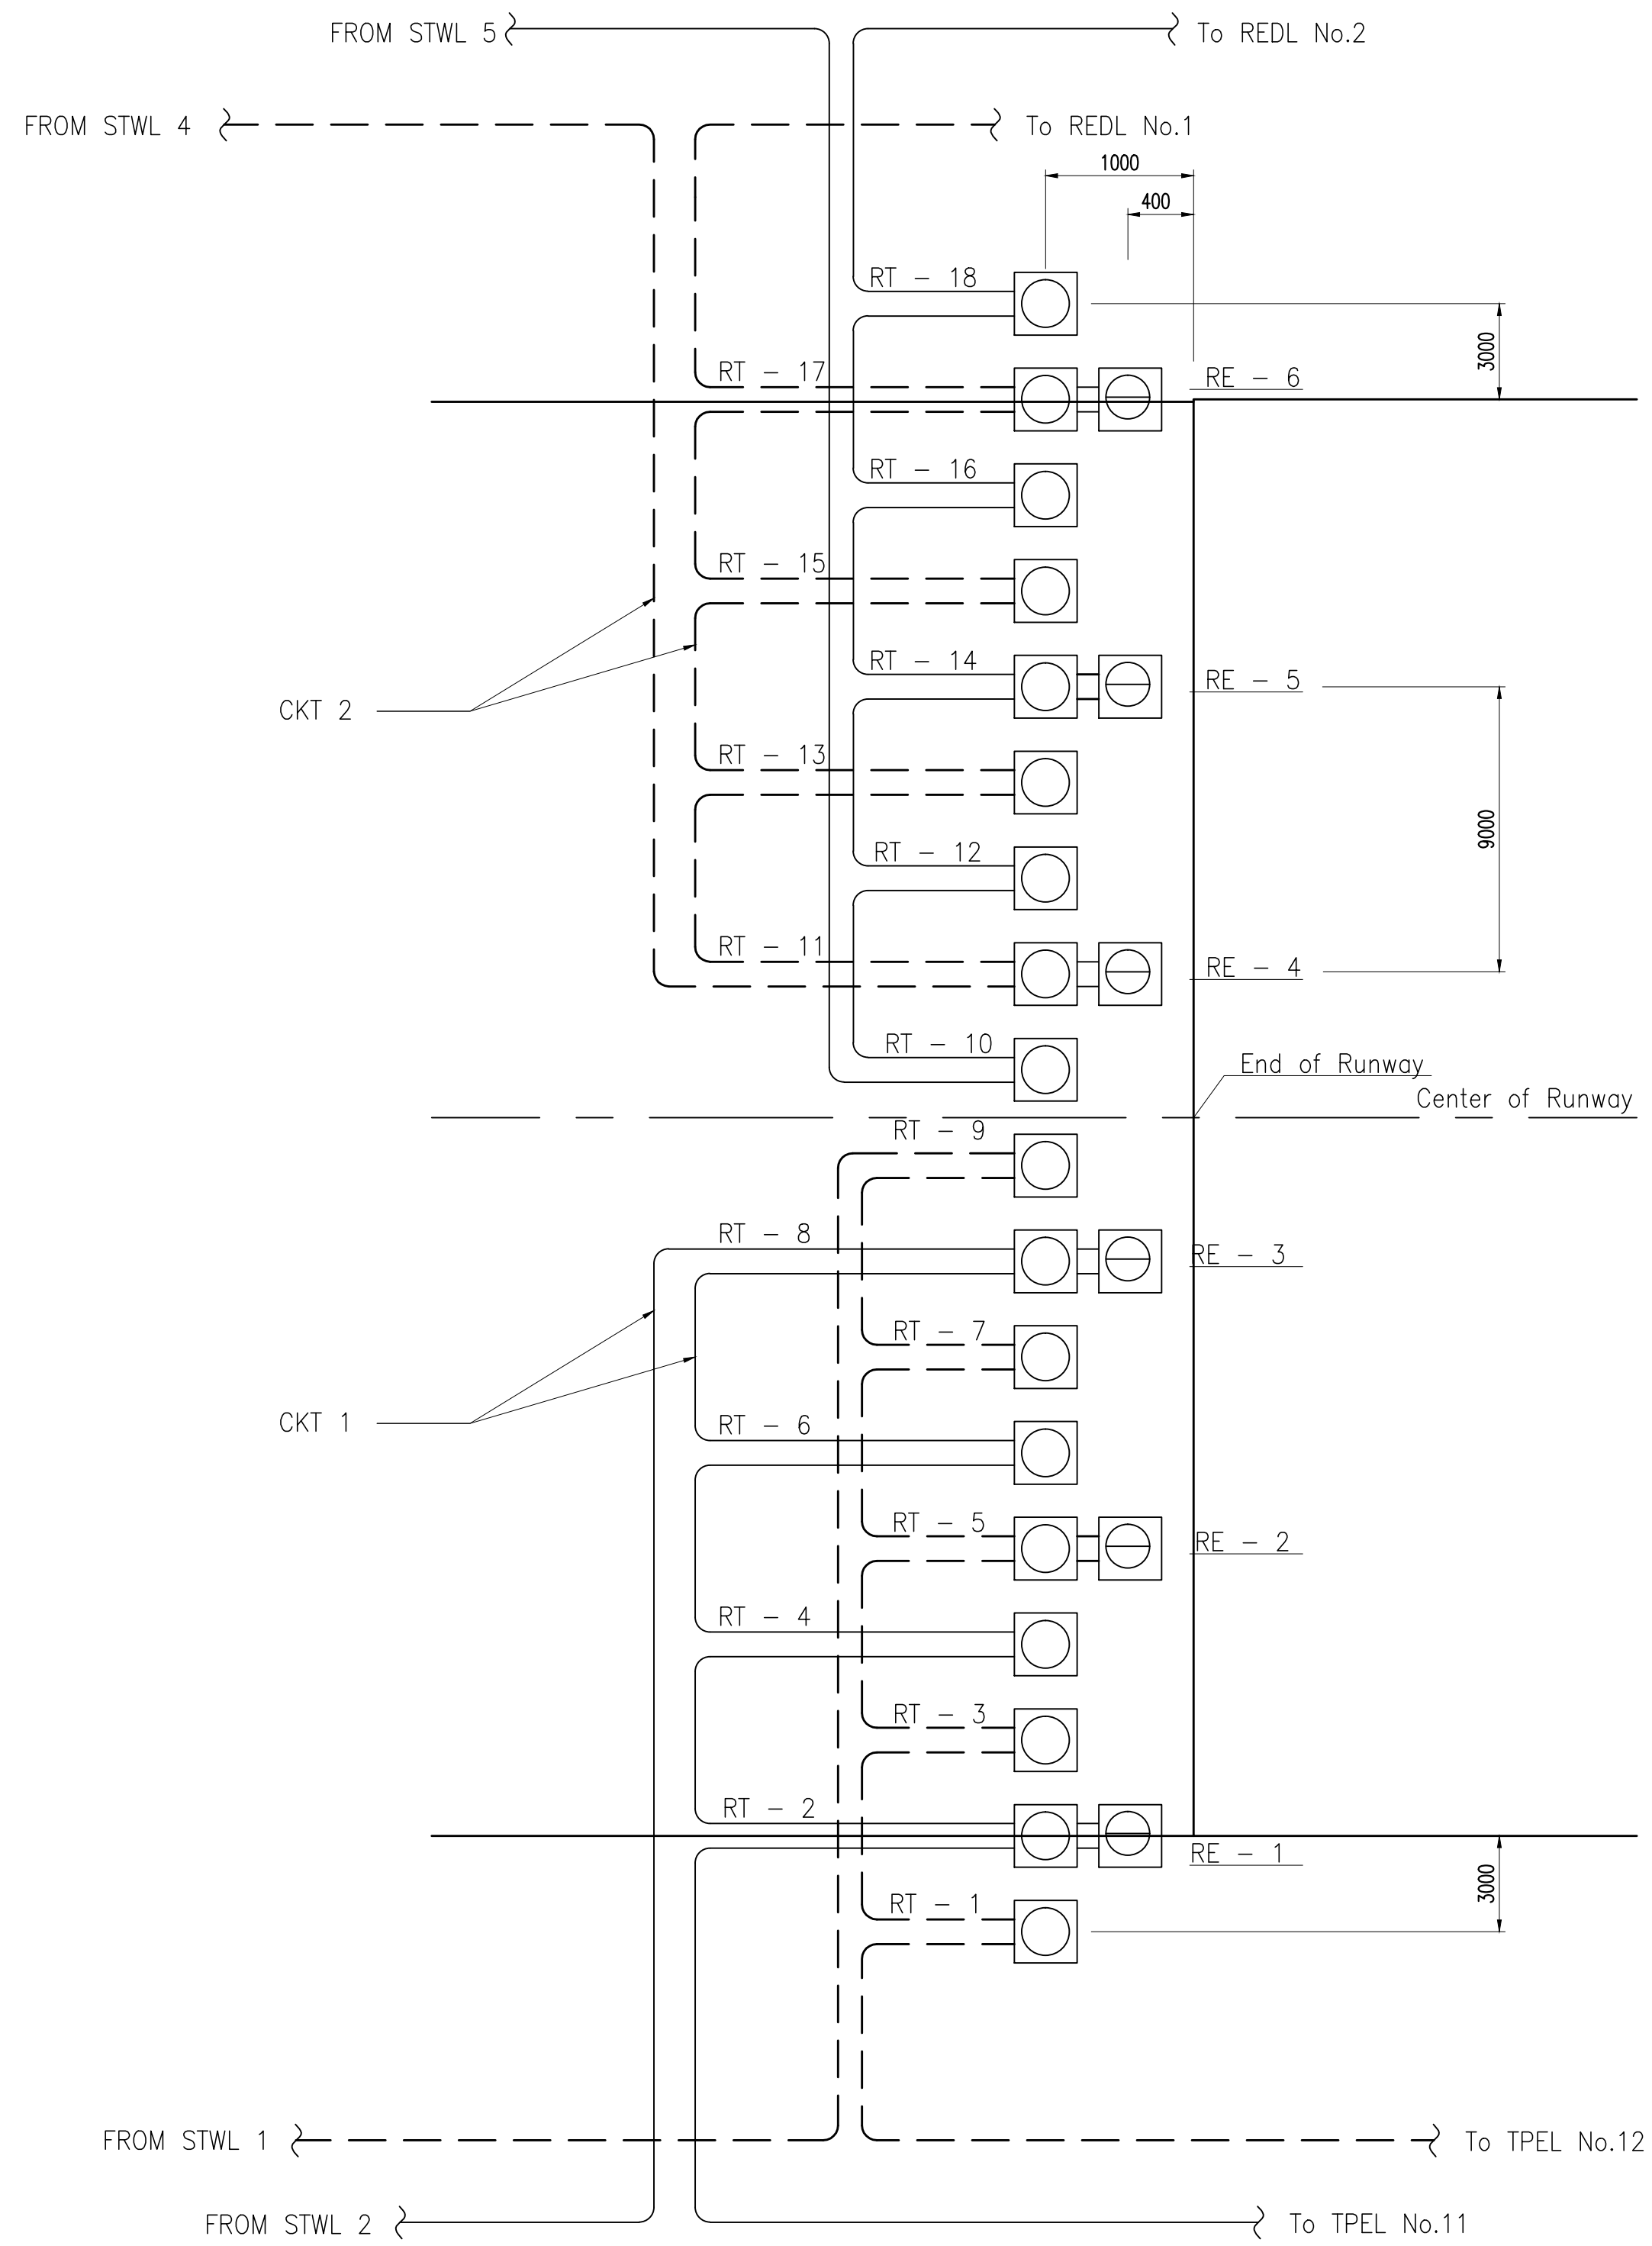 FROM STWL 5
To REDL No.2
FROM STWL 4
To REDL No.1
1000
400
RT - 18
3000
RT - 17
RE - 6
RT - 16
RT - 15
RT - 14
RE - 5
CKT 2
RT - 13
9000
RT - 12
RT - 11
RE - 4
RT - 10
End of Runway
Center of Runway
RT - 9
RT - 8
RE - 3
RT - 7
CKT 1
RT - 6
RT - 5
RE - 2
RT - 4
RT - 3
RT - 2
RE - 1
3000
RT - 1
FROM STWL 1
To TPEL No.12
FROM STWL 2
To TPEL No.11